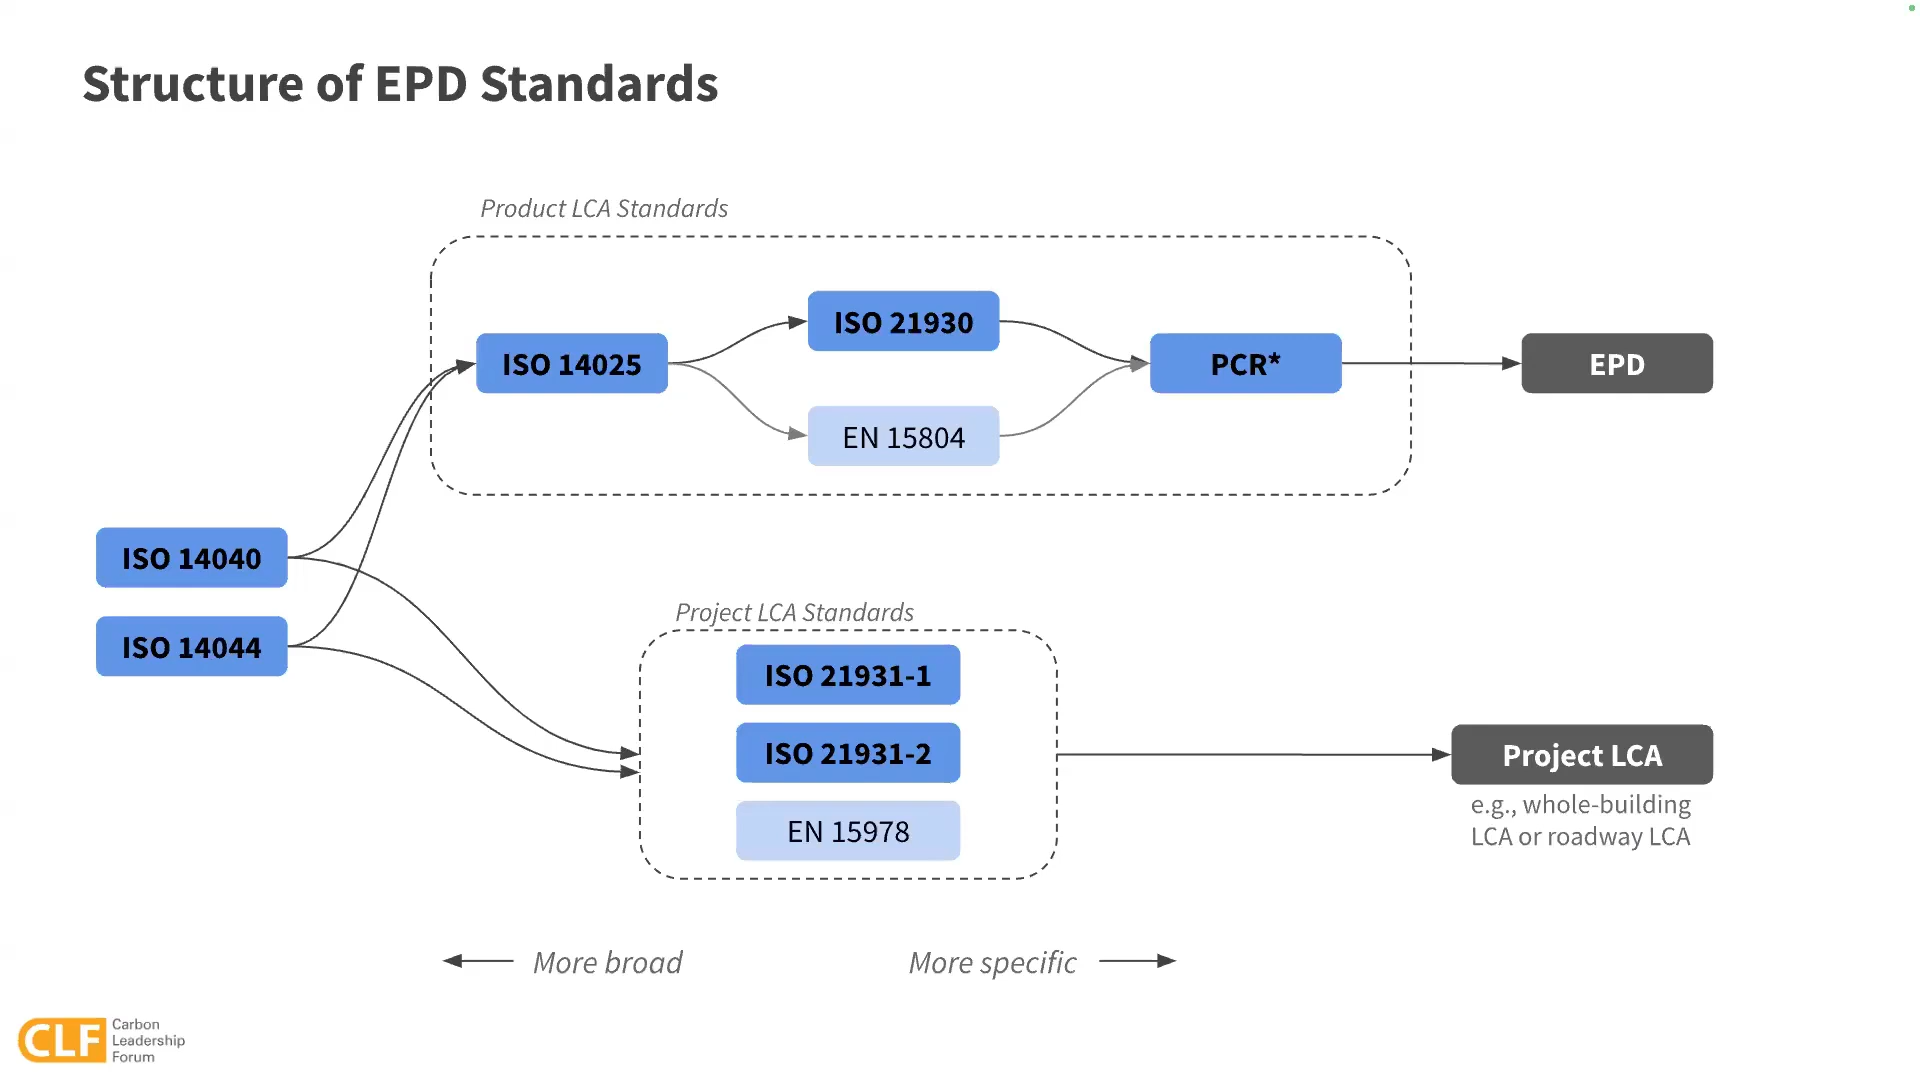 Structure of EPD Standards
Product LCA Standards
ISO 14025
ISO 21930
EN 15804
PCR*
EPD
ISO 14040
ISO 14044
Project LCA Standards
ISO 21931-1
ISO 21931-2
EN 15978
Project LCA
e.g., whole-building
LCA or roadway LCA
More broad
More specific
CLF
Carbon
Leadership
Forum